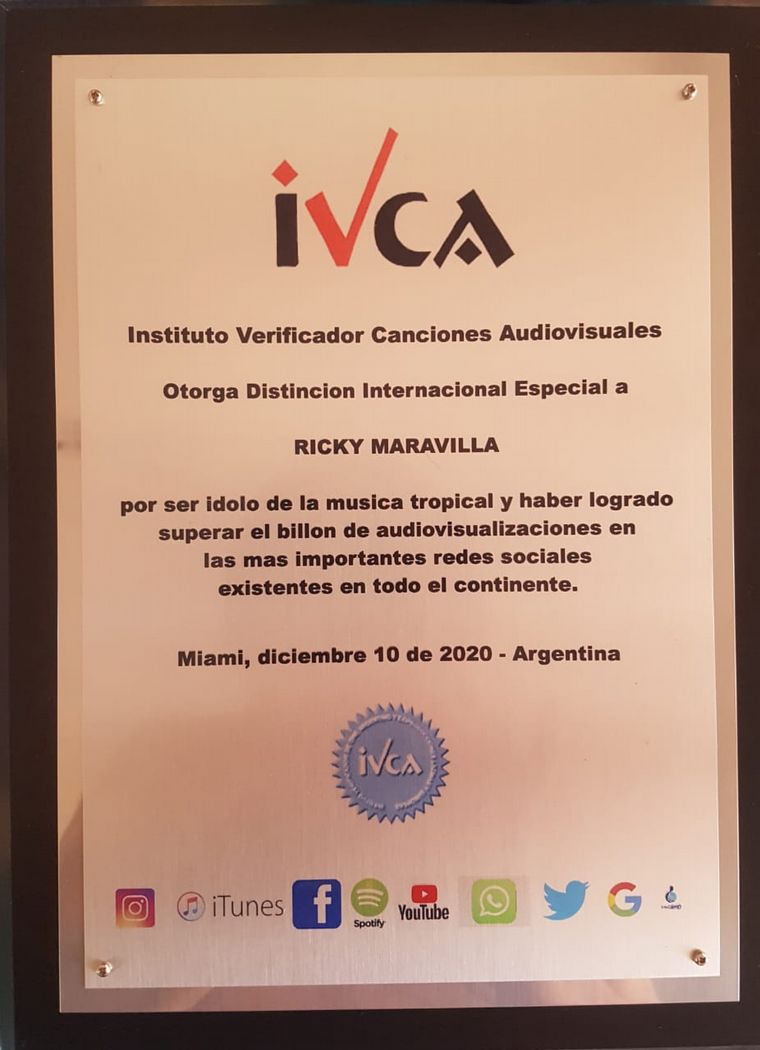 iVCA
Instituto Verificador Canciones Audiovisuales
Otorga Distincion Internacional Especial a
RICKY MARAVILLA
por ser idolo de la musica tropical y haber logrado
superar el billon de audiovisualizaciones en
las mas importantes redes sociales
existentes en todo el continente.
Miami, diciembre 10 de 2020 - Argentina
iVCA
iTunes
f
Spotify
YouTube
G